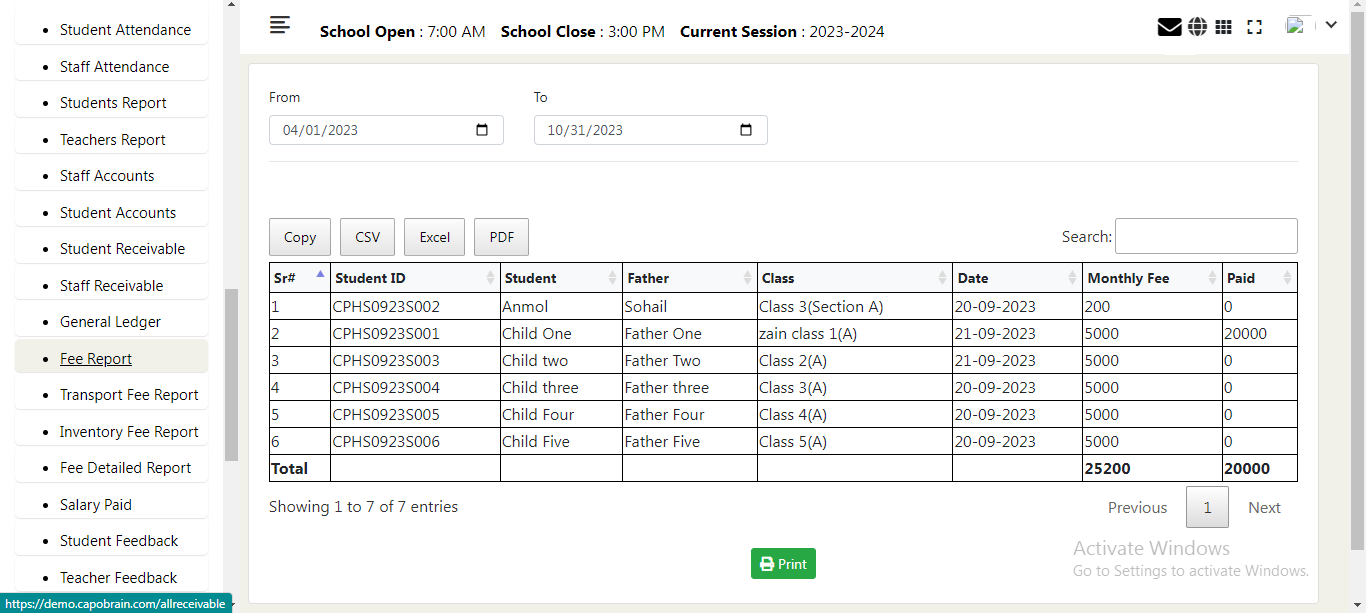 Student Attendance
Staff Attendance
Students Report
Teachers Report
Staff Accounts
Student Accounts
Student Receivable
Staff Receivable
General Ledger
Fee Report
Transport Fee Report
Inventory Fee Report
Fee Detailed Report
Salary Paid
Student Feedback
Teacher Feedback
https://demo.capobrain.com/allreceivable
School Open : 7:00 AM School Close : 3:00 PM Current Session : 2023-2024
From To
04/01/2023 10/31/2023
Copy CSV Excel PDF Search:
Sr# Student ID Student Father Class Date Monthly Fee Paid
1 CPHS0923S002 Anmol Sohail Class 3(Section A) 20-09-2023 200 0
2 CPHS0923S001 Child One Father One zain class 1(A) 21-09-2023 5000 20000
3 CPHS0923S003 Child two Father Two Class 2(A) 21-09-2023 5000 0
4 CPHS0923S004 Child three Father three Class 3(A) 20-09-2023 5000 0
5 CPHS0923S005 Child Four Father Four Class 4(A) 20-09-2023 5000 0
6 CPHS0923S006 Child Five Father Five Class 5(A) 20-09-2023 5000 0
Total 25200 20000
Showing 1 to 7 of 7 entries Previous 1 Next
Print
Activate Windows
Go to Settings to activate Windows.